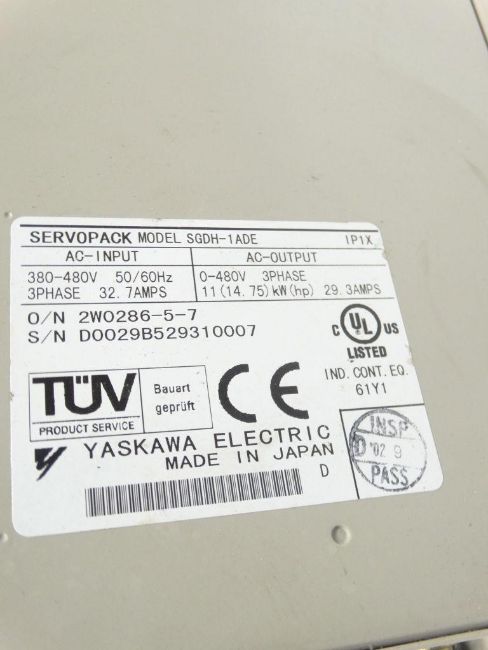 SERVOPACK MODEL SGDH-1ADE IP1X
AC-INPUT AC-OUTPUT
380-480V 50/60Hz 0-480V 3PHASE
3PHASE 32.7AMPS 11(14.75)kW(hp) 29.3AMPS
O/N 2W0286-5-7
S/N D0029B529310007
C UL US
LISTED
IND. CONT. EQ.
61Y1
TÜV
PRODUCT SERVICE
Bauart
geprüft
CE
YASKAWA ELECTRIC
MADE IN JAPAN
D
INSP
D '02 9
PASS